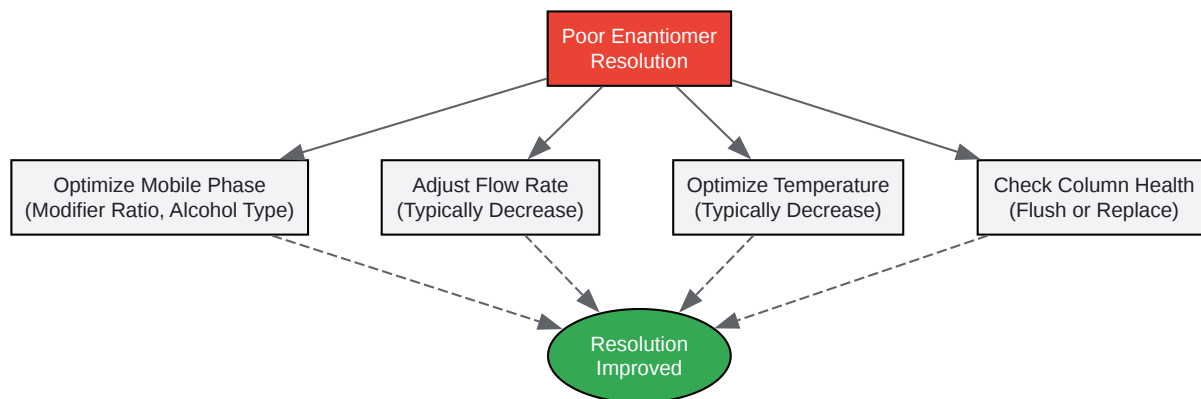 Poor Enantiomer
Resolution
Optimize Mobile Phase
(Modifier Ratio, Alcohol Type)
Adjust Flow Rate
(Typically Decrease)
Optimize Temperature
(Typically Decrease)
Check Column Health
(Flush or Replace)
Resolution
Improved